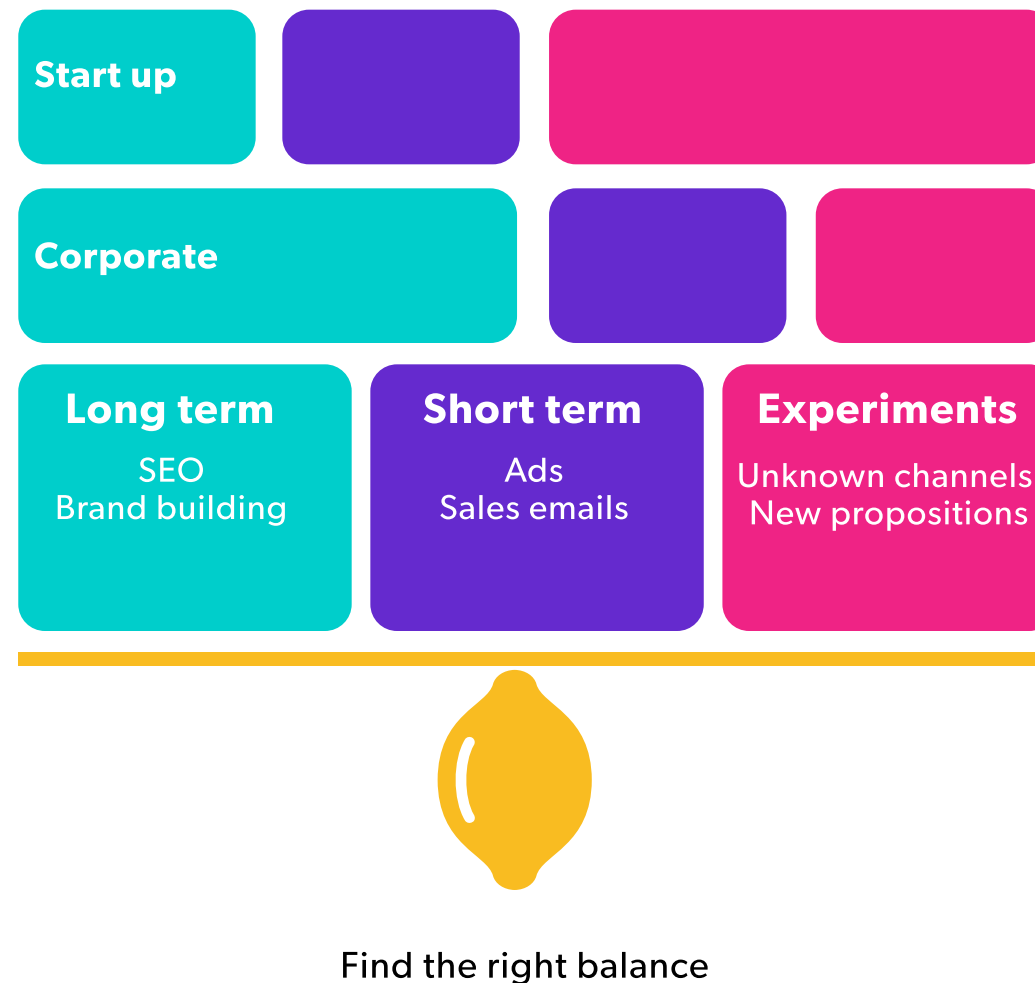 Start up
Corporate
Long term
SEO
Brand building
Short term
Ads
Sales emails
Experiments
Unknown channels
New propositions
Find the right balance